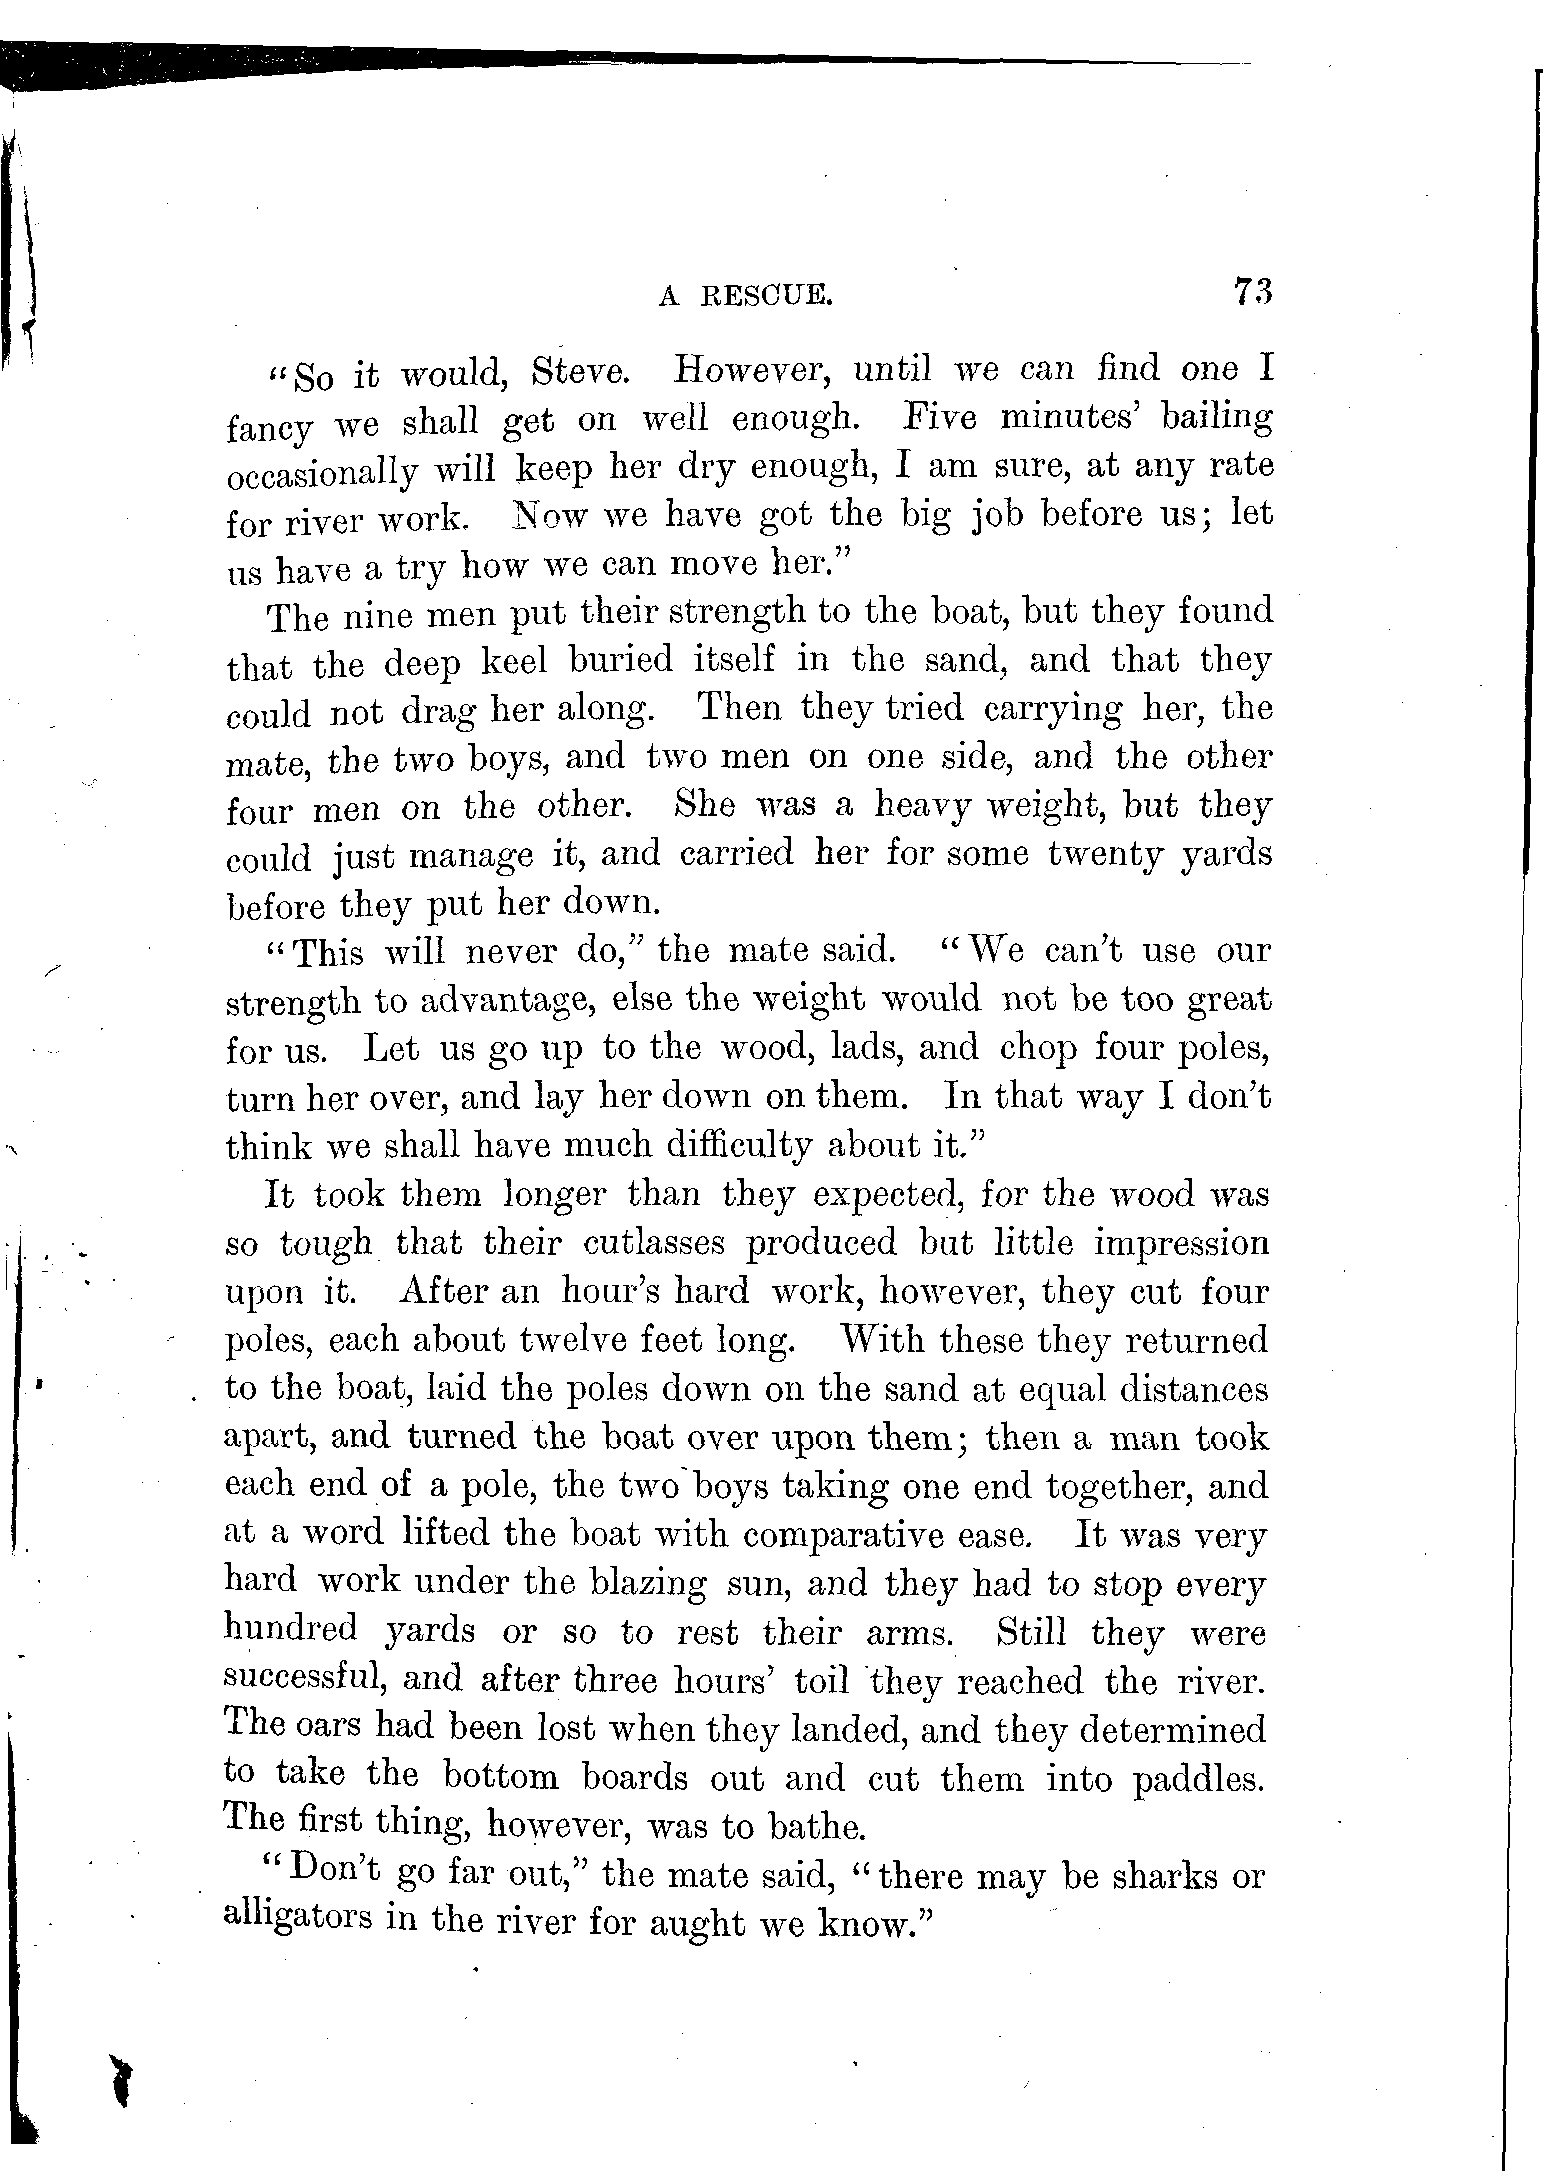 A RESCUE. 73
"So it would, Steve. However, until we can find one I
fancy we shall get on well enough. Five minutes' bailing
occasionally will keep her dry enough, I am sure, at any rate
for river work. Now we have got the big job before us; let
us have a try how we can move her."
The nine men put their strength to the boat, but they found
that the deep keel buried itself in the sand, and that they
could not drag her along. Then they tried carrying her, the
mate, the two boys, and two men on one side, and the other
four men on the other. She was a heavy weight, but they
could just manage it, and carried her for some twenty yards
before they put her down.
"This will never do," the mate said. "We can't use our
strength to advantage, else the weight would not be too great
for us. Let us go up to the wood, lads, and chop four poles,
turn her over, and lay her down on them. In that way I don't
think we shall have much difficulty about it."
It took them longer than they expected, for the wood was
so tough that their cutlasses produced but little impression
upon it. After an hour's hard work, however, they cut four
poles, each about twelve feet long. With these they returned
to the boat, laid the poles down on the sand at equal distances
apart, and turned the boat over upon them; then a man took
each end of a pole, the two boys taking one end together, and
at a word lifted the boat with comparative ease. It was very
hard work under the blazing sun, and they had to stop every
hundred yards or so to rest their arms. Still they were
successful, and after three hours' toil they reached the river.
The oars had been lost when they landed, and they determined
to take the bottom boards out and cut them into paddles.
The first thing, however, was to bathe.
"Don't go far out," the mate said, "there may be sharks or
alligators in the river for aught we know."